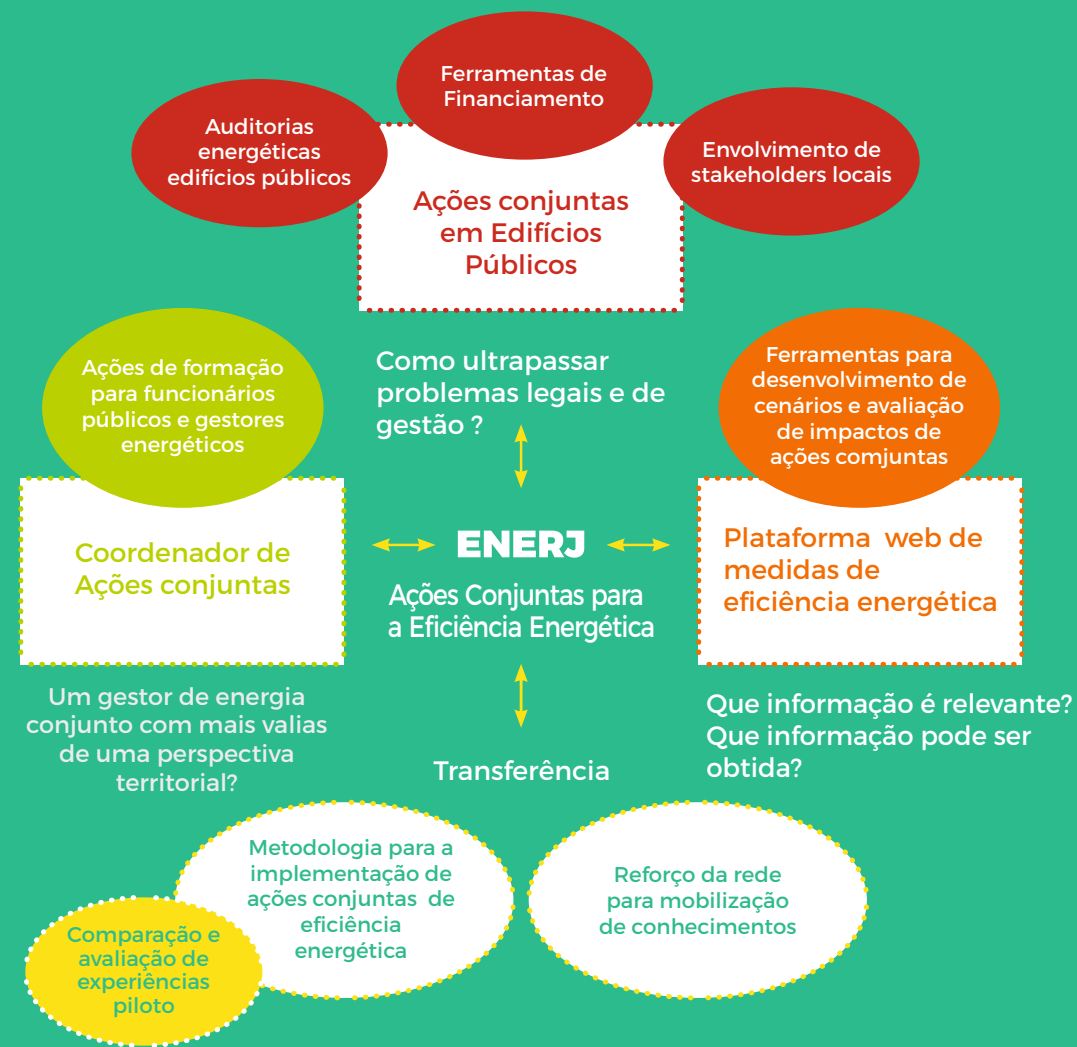 Ferramentas de
Financiamento
Auditorias
energéticas
edifícios públicos
Envolvimento de
stakeholders locais
Ações conjuntas
em Edifícios
Públicos
Ações de formação
para funcionários
públicos e gestores
energéticos
Como ultrapassar
problemas legais e de
gestão ?
Ferramentas para
desenvolvimento de
cenários e avaliação
de impactos de
ações comjuntas
Coordenador de
Ações conjuntas
ENERJ
Ações Conjuntas para
a Eficiência Energética
Plataforma web de
medidas de
eficiência energética
Um gestor de energia
conjunto com mais valias
de uma perspectiva
territorial?
Que informação é relevante?
Que informação pode ser
obtida?
Transferência
Metodologia para a
implementação de
ações conjuntas de
eficiência
energética
Reforço da rede
para mobilização
de conhecimentos
Comparação e
avaliação de
experiências
piloto